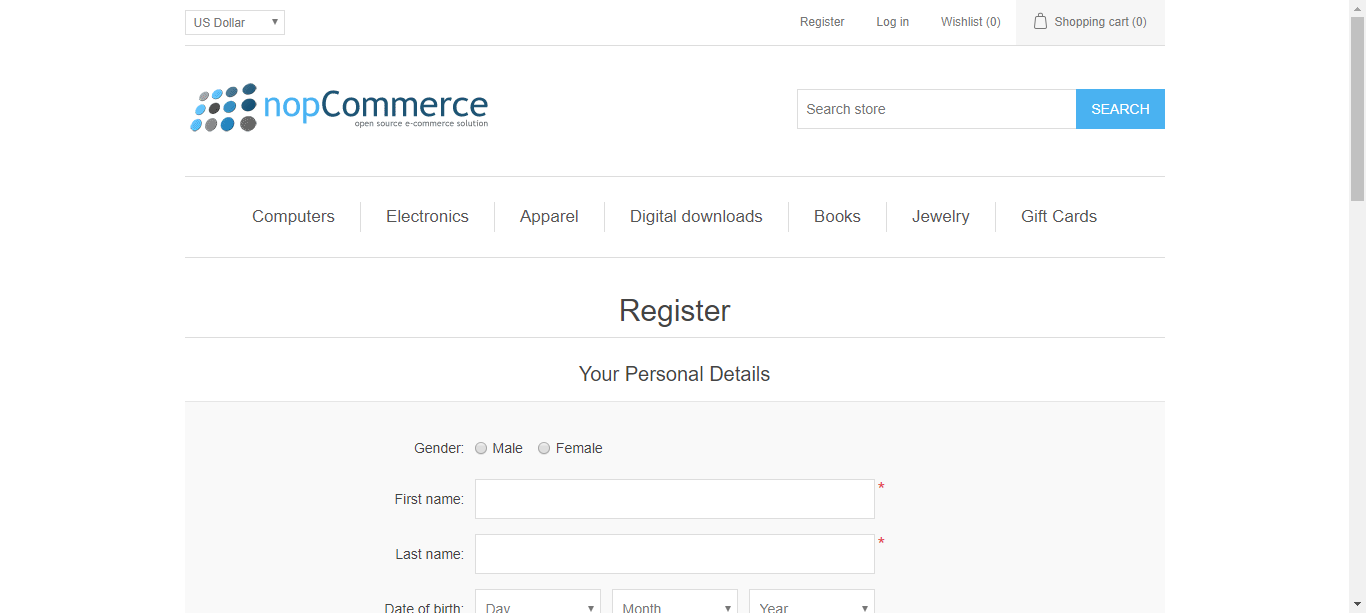 US Dollar Register Log in Wishlist (0) Shopping cart (0)
nopCommerce
open source e-commerce solution
Search store SEARCH
Computers Electronics Apparel Digital downloads Books Jewelry Gift Cards
Register
Your Personal Details
Gender: Male Female
First name: *
Last name: *
Date of birth: Day Month Year